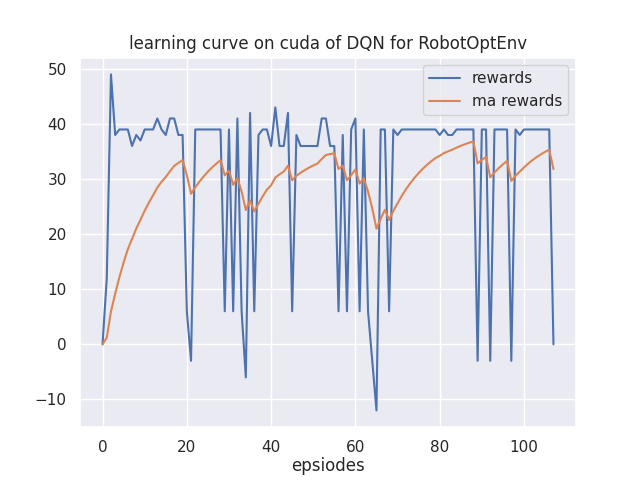 learning curve on cuda of DQN for RobotOptEnv
rewards
ma rewards
50
40
30
20
10
0
−10
0 20 40 60 80 100
epsiodes